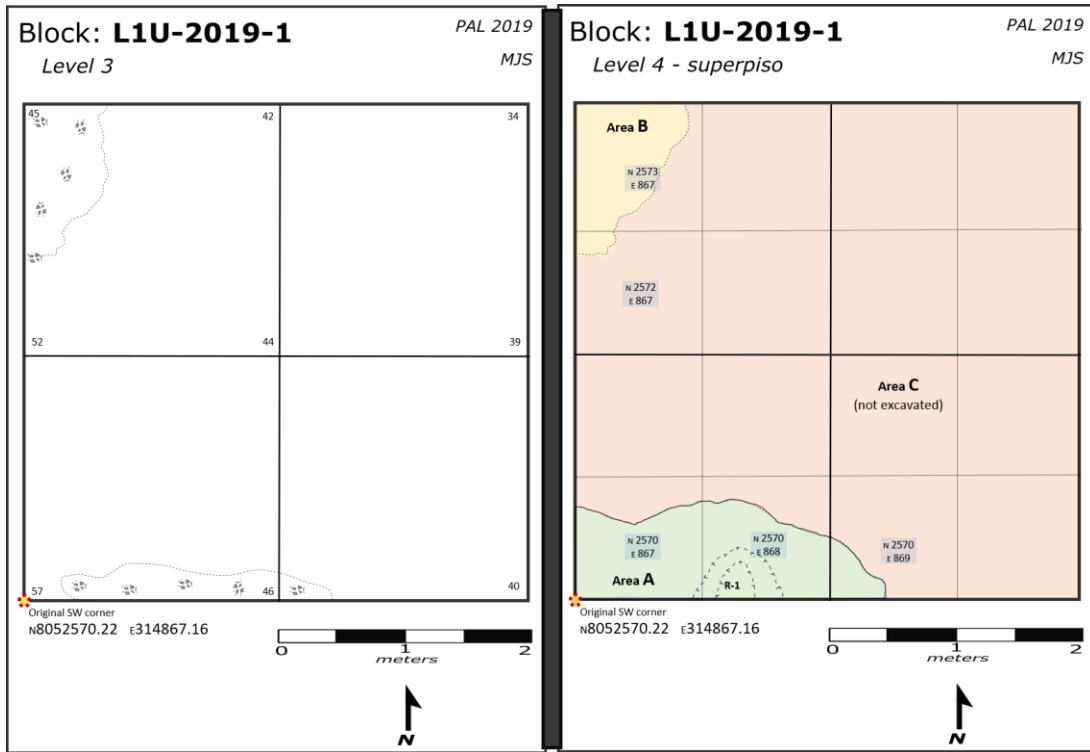 Block: L1U-2019-1
PAL 2019
Level 3
MJS
45
42
34
52
44
39
57
46
40
Original SW corner
N8052570.22 E314867.16
0 1 2
meters
N
Block: L1U-2019-1
PAL 2019
Level 4 - superpiso
MJS
Area B
N 2573
E 867
N 2572
E 867
Area C
(not excavated)
N 2570
E 867
N 2570
E 868
N 2570
E 869
Area A
R-1
Original SW corner
N8052570.22 E314867.16
0 1 2
meters
N